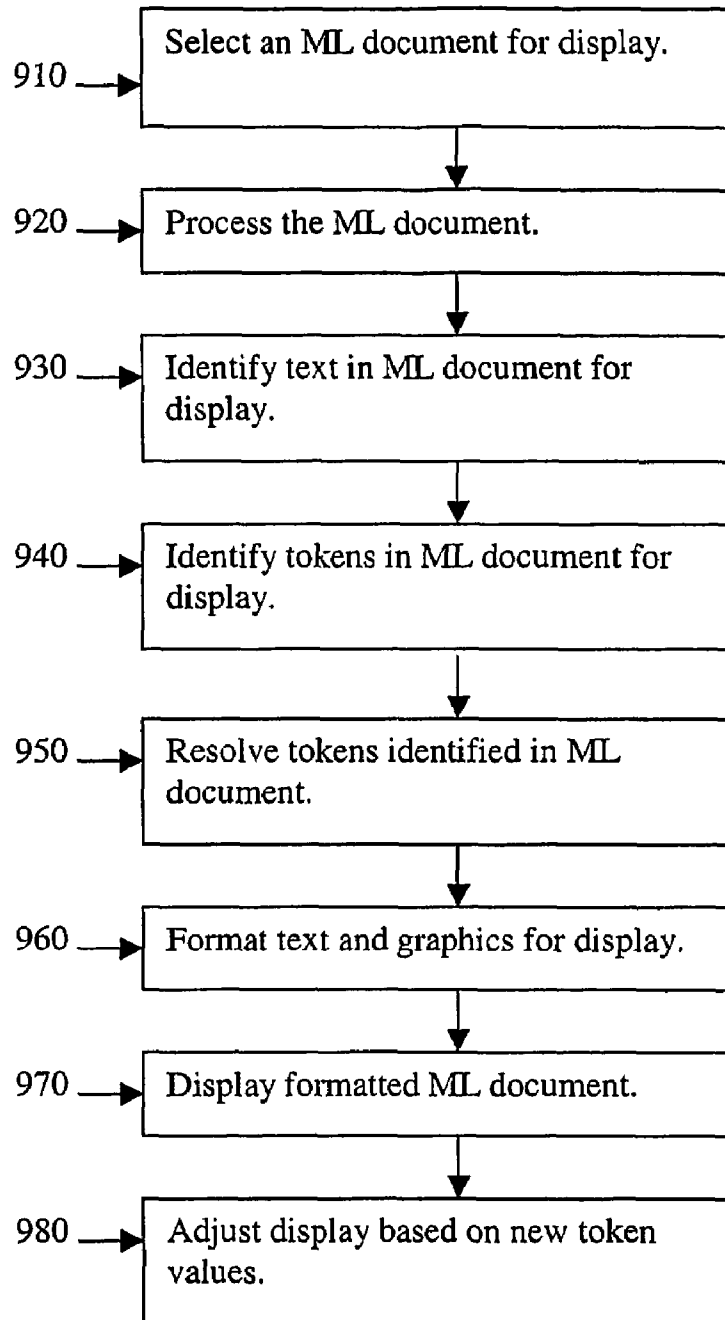 Select an ML document for display.
910
920
Process the ML document.
930
Identify text in ML document for
display.
940
Identify tokens in ML document for
display.
950
Resolve tokens identified in ML
document.
960
Format text and graphics for display.
970
Display formatted ML document.
980
Adjust display based on new token
values.